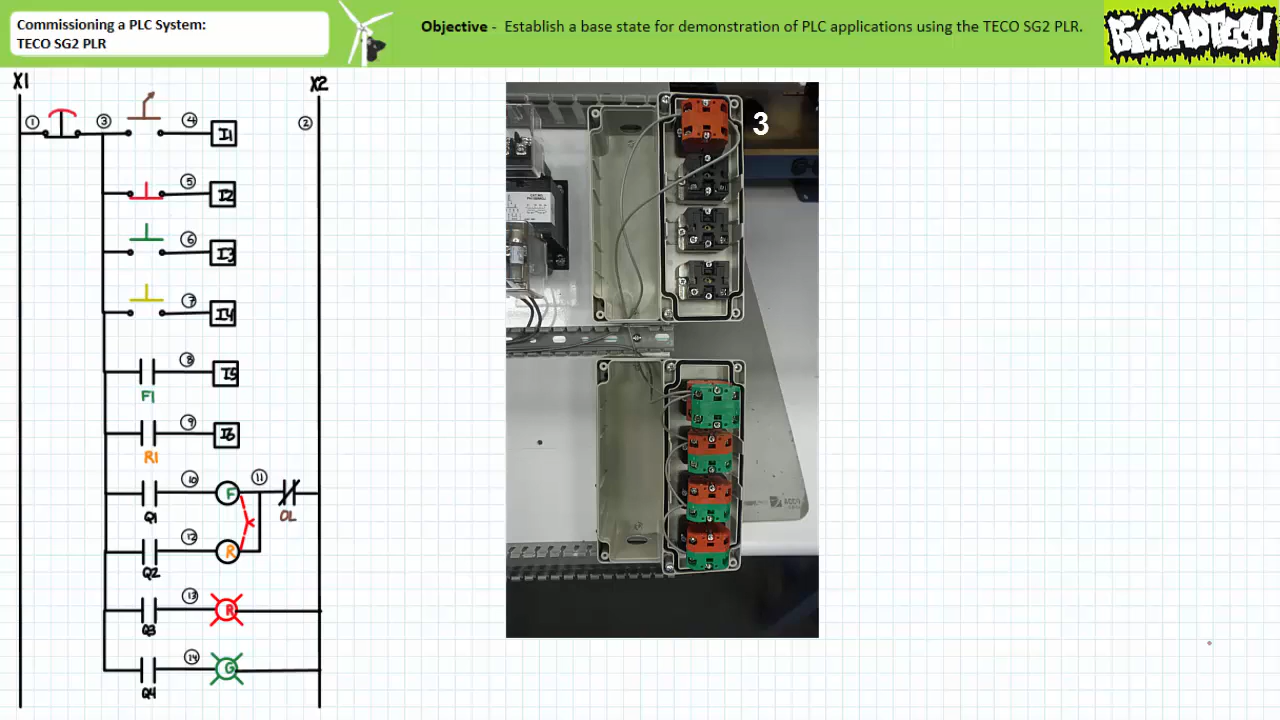 Commissioning a PLC System:
TECO SG2 PLR
Objective - Establish a base state for demonstration of PLC applications using the TECO SG2 PLR.
BIGBADTECH
X1
X2
1
3
4
I1
2
5
I2
6
I3
7
I4
8
I5
F1
9
I6
R1
10
F
11
Q1
OL
12
R
Q2
13
R
Q3
14
G
Q4
3